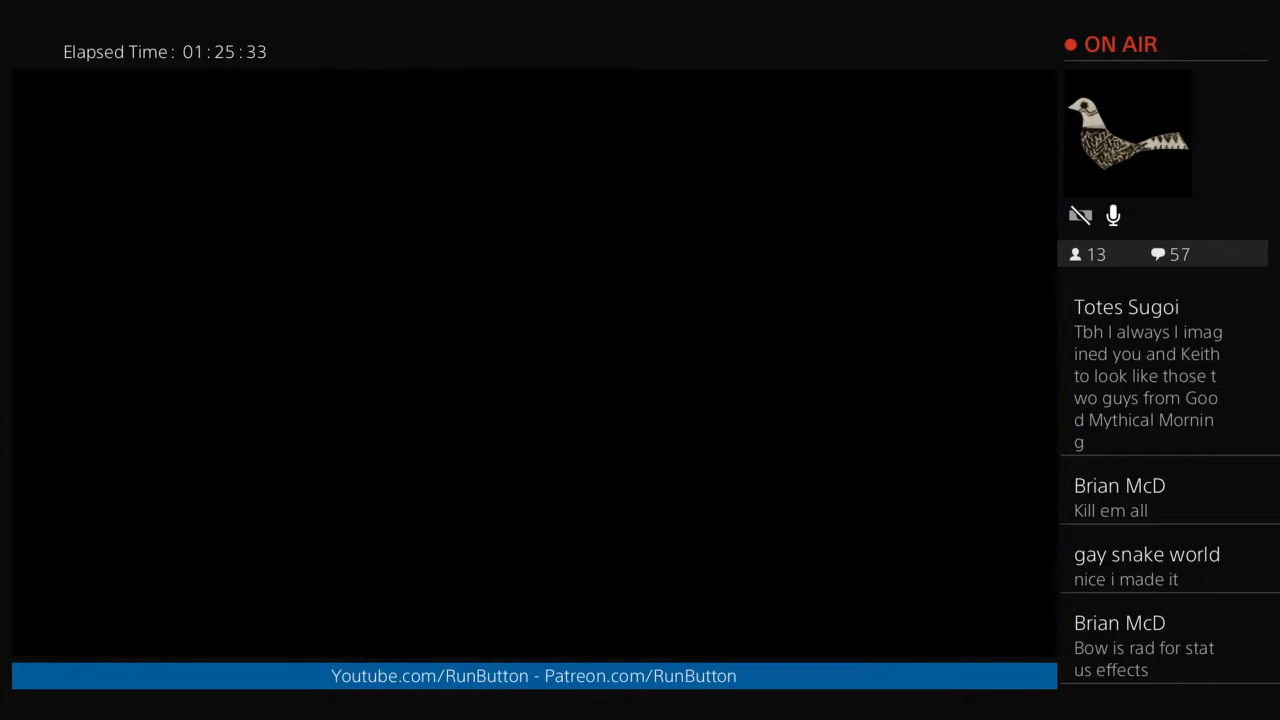 Elapsed Time: 01:25:33
ON AIR
13 57
Totes Sugoi
Tbh I always I imag
ined you and Keith
to look like those t
wo guys from Goo
d Mythical Mornin
g
Brian McD
Kill em all
gay snake world
nice i made it
Brian McD
Bow is rad for stat
us effects
Youtube.com/RunButton - Patreon.com/RunButton